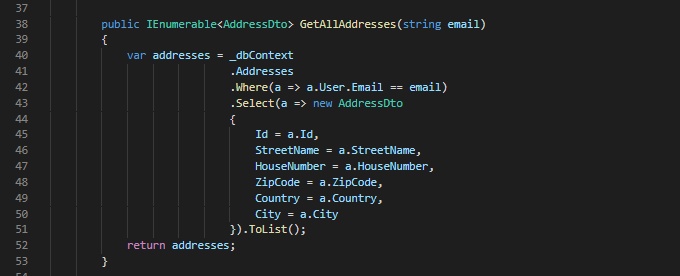 37
38 public IEnumerable<AddressDto> GetAllAddresses(string email)
39 {
40 var addresses = _dbContext
41 .Addresses
42 .Where(a => a.User.Email == email)
43 .Select(a => new AddressDto
44 {
45 Id = a.Id,
46 StreetName = a.StreetName,
47 HouseNumber = a.HouseNumber,
48 ZipCode = a.ZipCode,
49 Country = a.Country,
50 City = a.City
51 }).ToList();
52 return addresses;
53 }